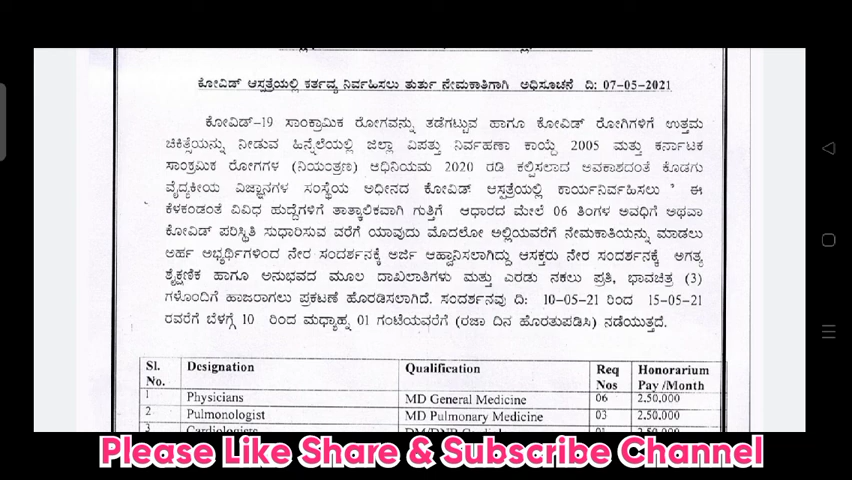 ಕೋವಿಡ್ ಆಸ್ಪತ್ರೆಯಲ್ಲಿ ಕರ್ತವ್ಯ ನಿರ್ವಹಿಸಲು ತುರ್ತು ನೇಮಕಾತಿಗಾಗಿ ಅಧಿಸೂಚನೆ ದಿ: 07-05-2021
ಕೋವಿಡ್-19 ಸಾಂಕ್ರಾಮಿಕ ರೋಗವನ್ನು ತಡೆಗಟ್ಟುವ ಹಾಗೂ ಕೋವಿಡ್ ರೋಗಿಗಳಿಗೆ ಉತ್ತಮ
ಚಿಕಿತ್ಸೆಯನ್ನು ನೀಡುವ ಹಿನ್ನೆಲೆಯಲ್ಲಿ ಜಿಲ್ಲಾ ವಿಪತ್ತು ನಿರ್ವಹಣಾ ಕಾಯ್ದೆ 2005 ಮತ್ತು ಕರ್ನಾಟಕ
ಸಾಂಕ್ರಮಿಕ ರೋಗಗಳ (ನಿಯಂತ್ರಣ) ಅಧಿನಿಯಮ 2020 ರಡಿ ಕಲ್ಪಿಸಲಾದ ಅವಕಾಶದಂತೆ ಕೊಡಗು
ವೈದ್ಯಕೀಯ ವಿಜ್ಞಾನಗಳ ಸಂಸ್ಥೆಯ ಅಧೀನದ ಕೋವಿಡ್ ಆಸ್ಪತ್ರೆಯಲ್ಲಿ ಕಾರ್ಯನಿರ್ವಹಿಸಲು ಈ
ಕೆಳಕಂಡಂತೆ ವಿವಿಧ ಹುದ್ದೆಗಳಿಗೆ ತಾತ್ಕಾಲಿಕವಾಗಿ ಗುತ್ತಿಗೆ ಆಧಾರದ ಮೇಲೆ 06 ತಿಂಗಳ ಅವಧಿಗೆ ಅಥವಾ
ಕೋವಿಡ್ ಪರಿಸ್ಥಿತಿ ಸುಧಾರಿಸುವ ವರೆಗೆ ಯಾವುದು ಮೊದಲೋ ಅಲ್ಲಿಯವರೆಗೆ ನೇಮಕಾತಿಯನ್ನು ಮಾಡಲು
ಅರ್ಹ ಅಭ್ಯರ್ಥಿಗಳಿಂದ ನೇರ ಸಂದರ್ಶನಕ್ಕೆ ಅರ್ಜಿ ಆಹ್ವಾನಿಸಲಾಗಿದ್ದು ಆಸಕ್ತರು ನೇರ ಸಂದರ್ಶನಕ್ಕೆ ಅಗತ್ಯ
ಶೈಕ್ಷಣಿಕ ಹಾಗೂ ಅನುಭವದ ಮೂಲ ದಾಖಲಾತಿಗಳು ಮತ್ತು ಎರಡು ನಕಲು ಪ್ರತಿ, ಭಾವಚಿತ್ರ (3)
ಗಳೊಂದಿಗೆ ಹಾಜರಾಗಲು ಪ್ರಕಟಣೆ ಹೊರಡಿಸಲಾಗಿದೆ. ಸಂದರ್ಶನವು ದಿ: 10-05-21 ರಿಂದ 15-05-21
ರವರೆಗೆ ಬೆಳಗ್ಗೆ 10 ರಿಂದ ಮಧ್ಯಾಹ್ನ 01 ಗಂಟೆಯವರೆಗೆ (ರಜಾ ದಿನ ಹೊರತುಪಡಿಸಿ) ನಡೆಯುತ್ತದೆ.
Sl. No. Designation Qualification Req Nos Honorarium Pay /Month
1 Physicians MD General Medicine 06 2,50,000
2 Pulmonologist MD Pulmonary Medicine 03 2,50,000
3 Cardiologists
Please Like Share & Subscribe Channel